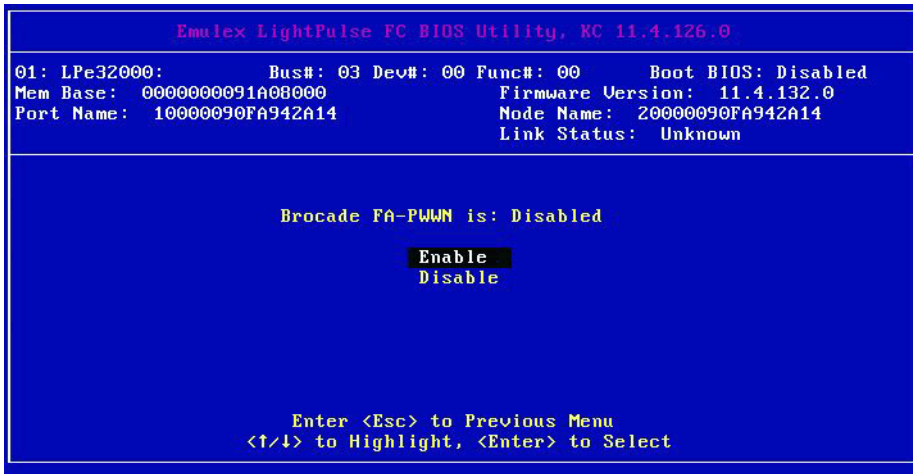 Emulex LightPulse FC BIOS Utility, KC 11.4.126.0
01: LPe32000: Bus#: 03 Dev#: 00 Func#: 00 Boot BIOS: Disabled
Mem Base: 0000000091A08000 Firmware Version: 11.4.132.0
Port Name: 10000090FA942A14 Node Name: 20000090FA942A14
Link Status: Unknown
Brocade FA-PWWN is: Disabled
Enable
Disable
Enter <Esc> to Previous Menu
<↑/↓> to Highlight, <Enter> to Select